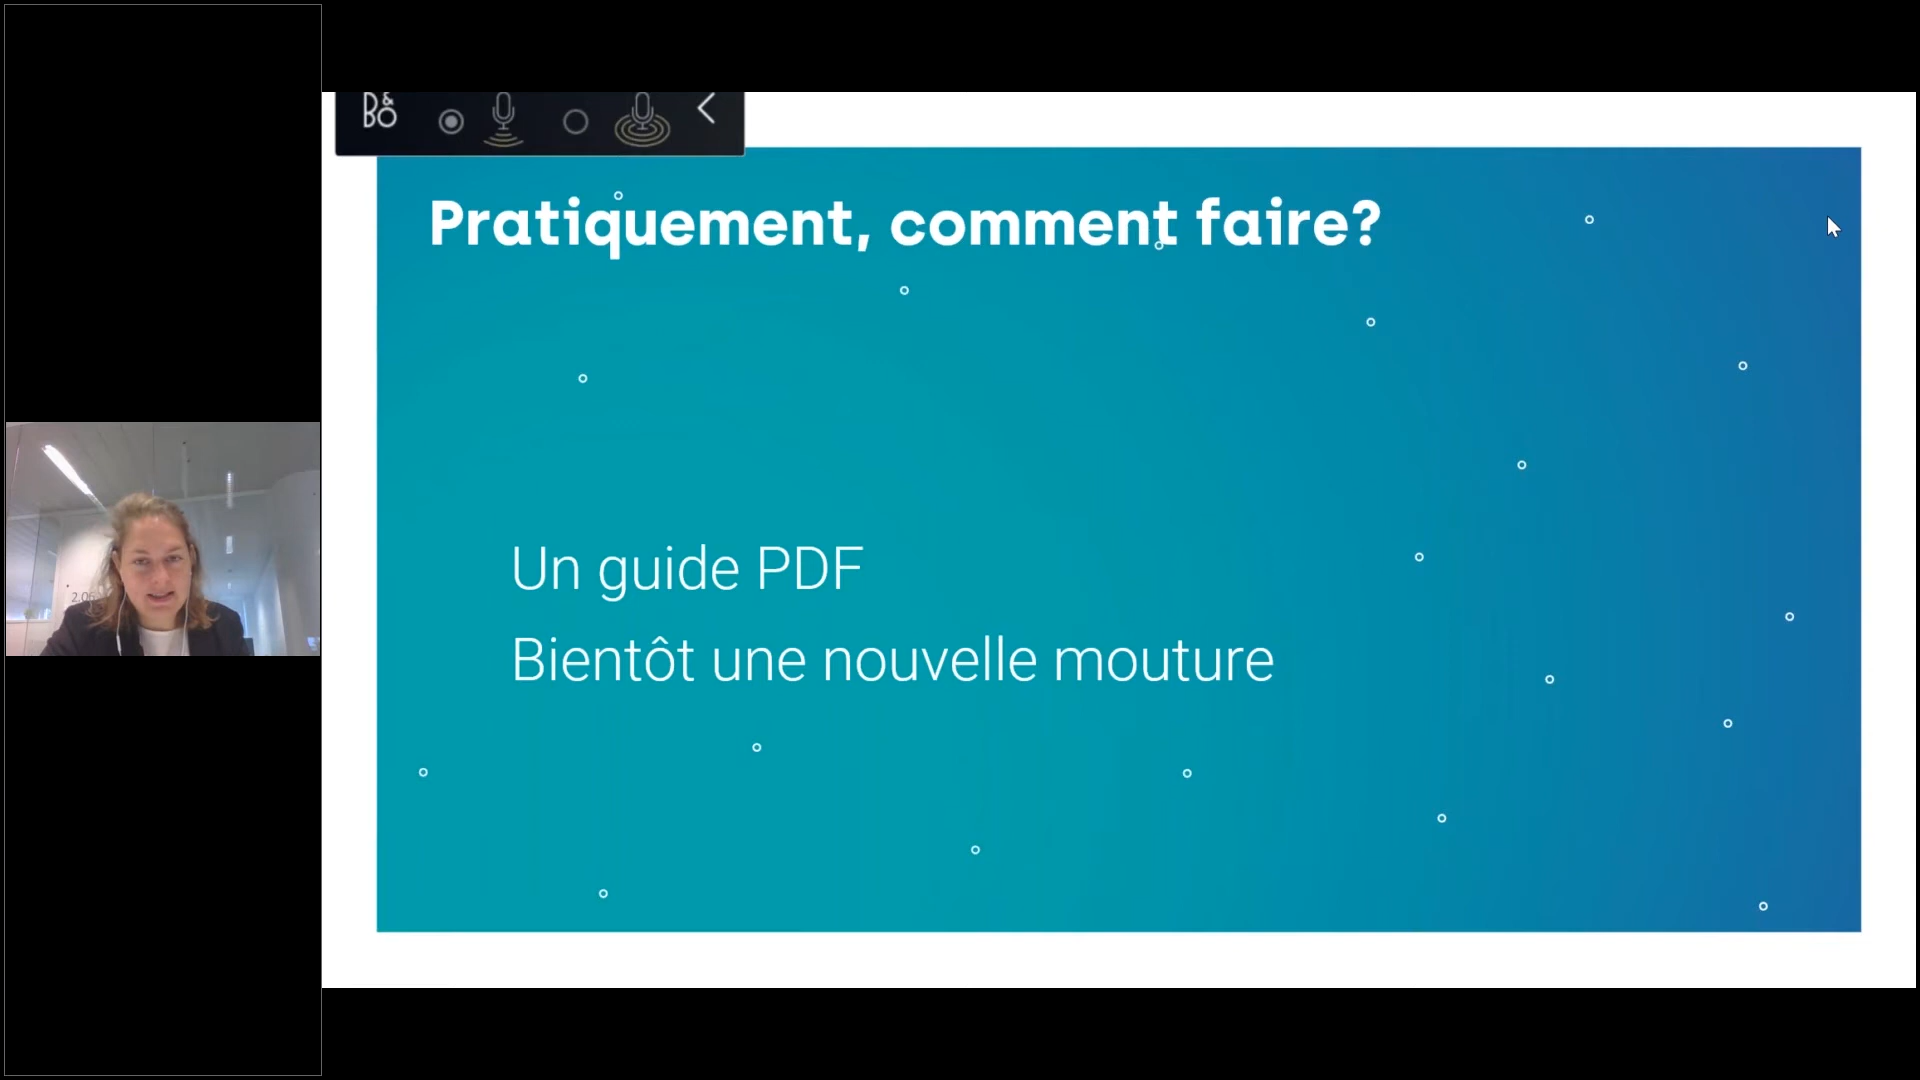 B&O
Pratiquement, comment faire?
Un guide PDF
Bientôt une nouvelle mouture